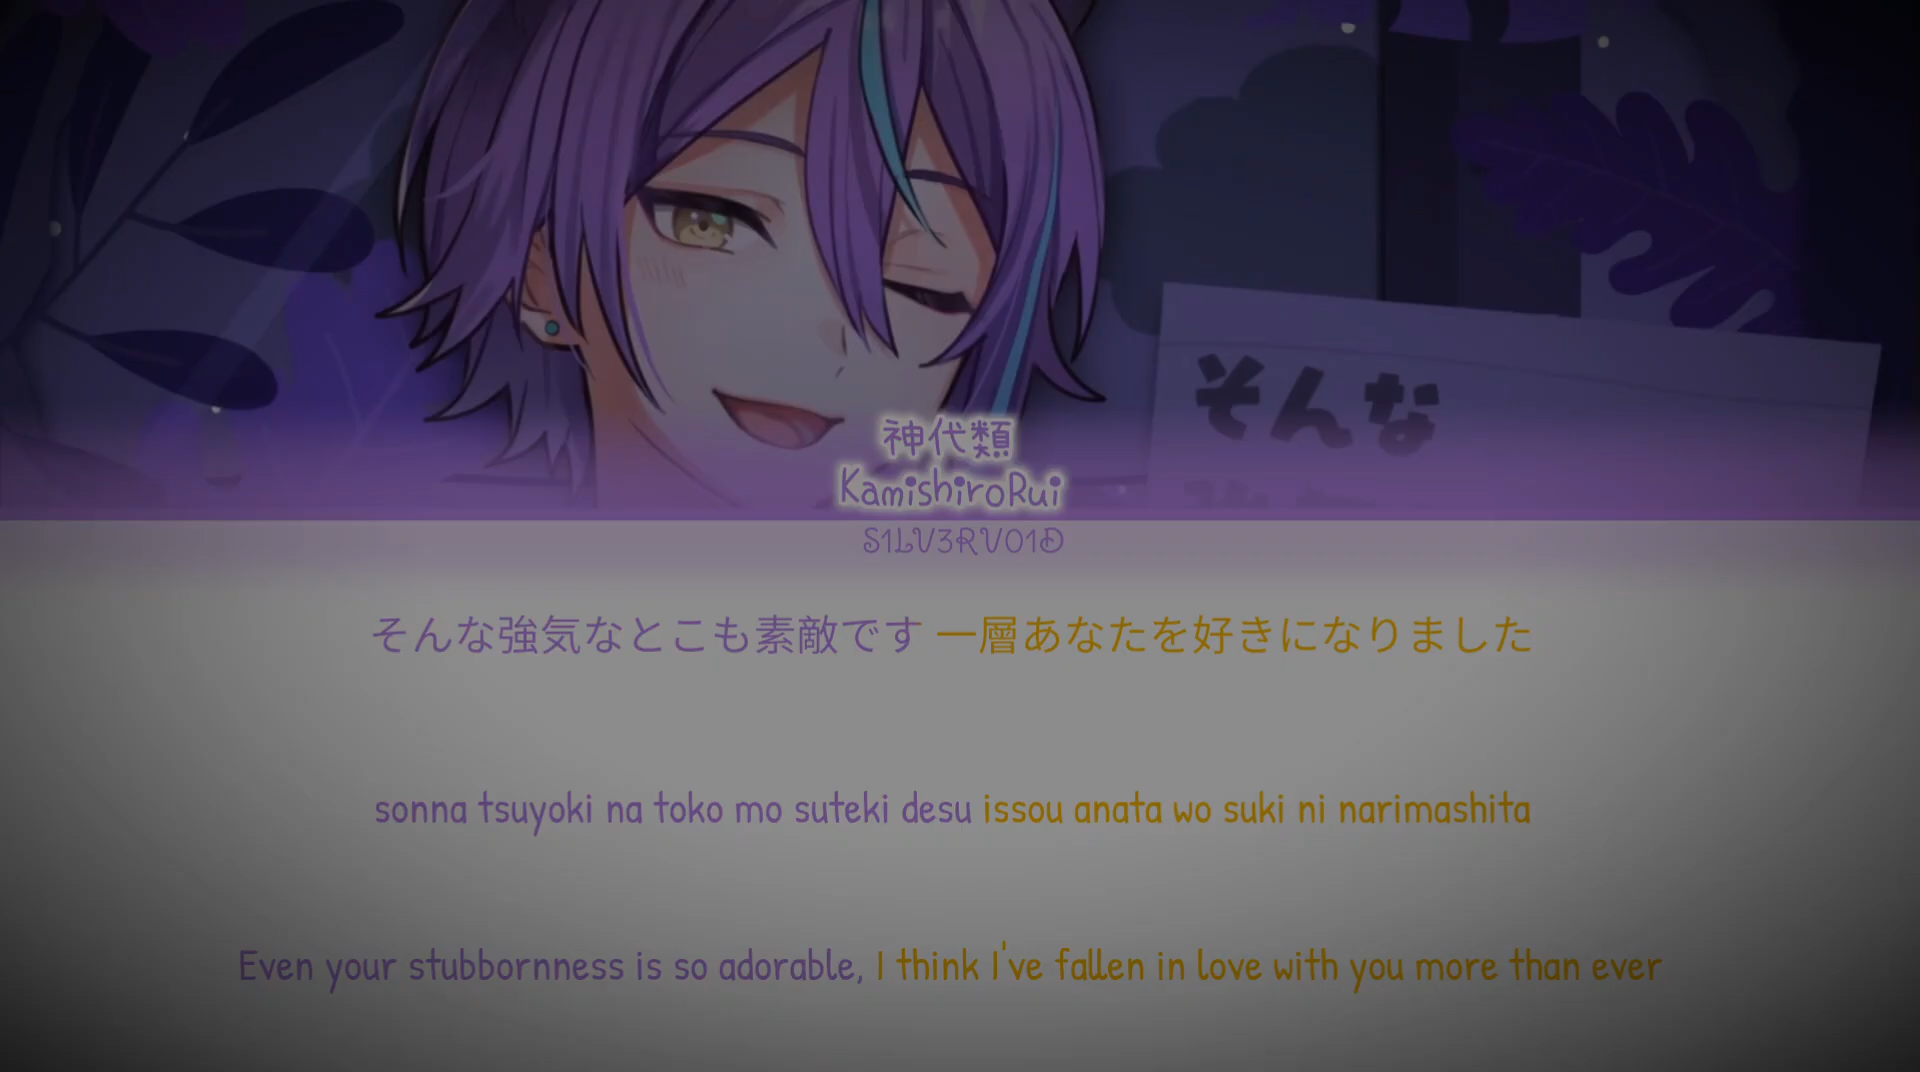 そんな
神代類
KamishiroRui
S1LV3RV01D
そんな強気なとこも素敵です 一層あなたを好きになりました
sonna tsuyoki na toko mo suteki desu issou anata wo suki ni narimashita
Even your stubbornness is so adorable, I think I've fallen in love with you more than ever